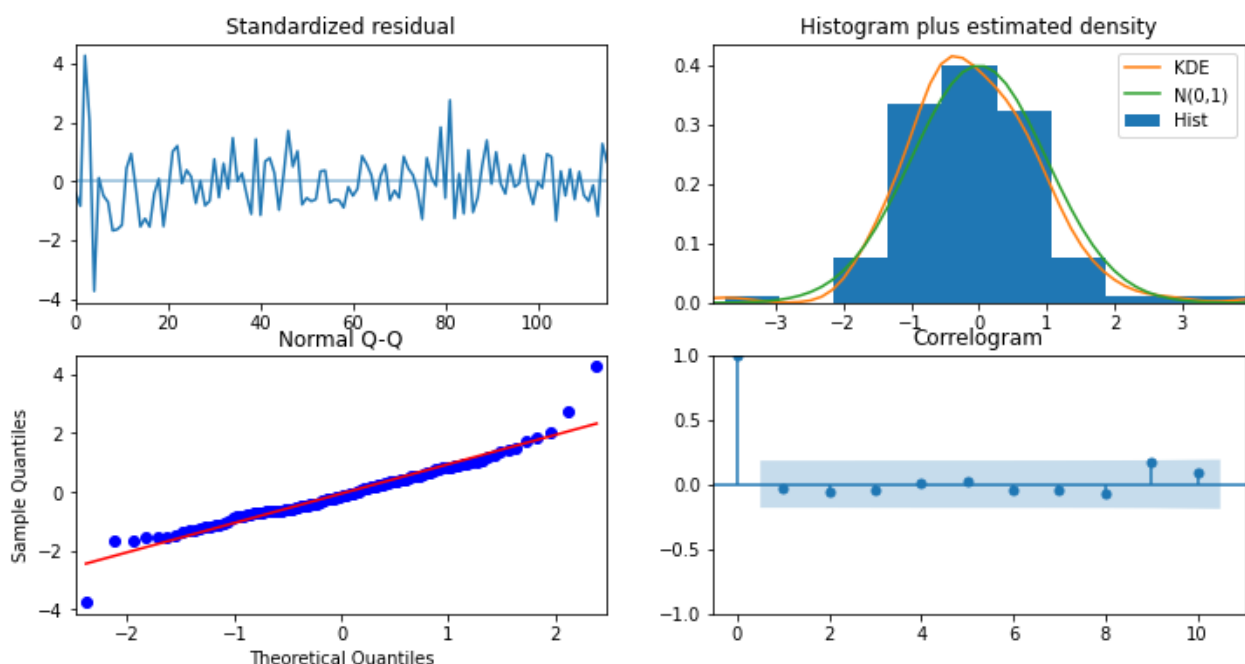 Standardized residual
4
2
0
−2
−4
0 20 40 60 80 100
Histogram plus estimated density
0.4
0.3
0.2
0.1
0.0
KDE
N(0,1)
Hist
−3 −2 −1 0 1 2 3
Normal Q-Q
Sample Quantiles
4
2
0
−2
−4
−2 −1 0 1 2
Theoretical Quantiles
Correlogram
1.0
0.5
0.0
−0.5
−1.0
0 2 4 6 8 10